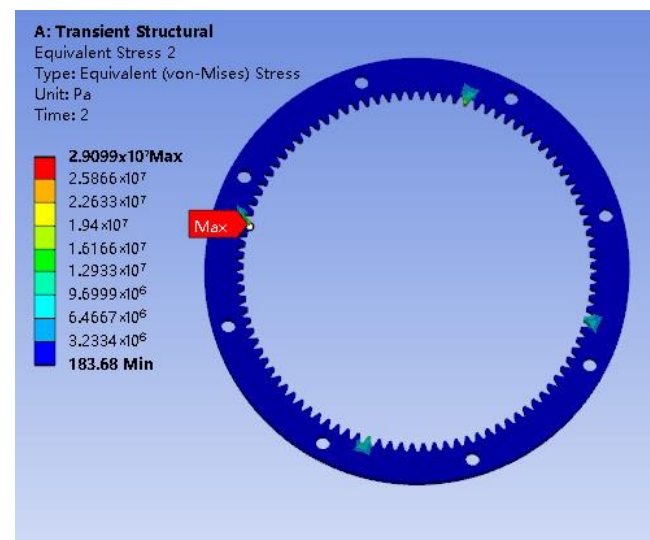 A: Transient Structural
Equivalent Stress 2
Type: Equivalent (von-Mises) Stress
Unit: Pa
Time: 2
2.9099x10⁷Max
2.5866x10⁷
2.2633x10⁷
1.94x10⁷
Max
1.6166x10⁷
1.2933x10⁷
9.6999x10⁶
6.4667x10⁶
3.2334x10⁶
183.68 Min